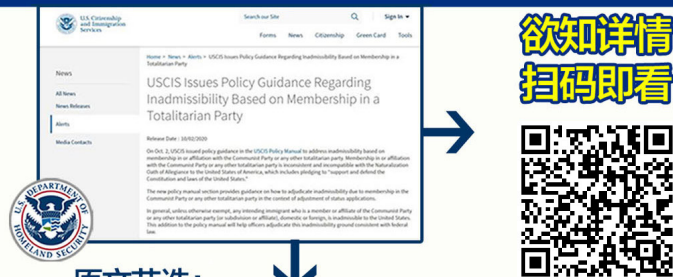 U.S. Citizenship
and Immigration
Services
Search our Site
Sign In
Forms News Citizenship Green Card Tools
Home > News > Alerts > USCIS Issues Policy Guidance Regarding Inadmissibility Based on Membership in a
Totalitarian Party
News
All News
News Releases
Alerts
Media Contacts
USCIS Issues Policy Guidance Regarding
Inadmissibility Based on Membership in a
Totalitarian Party
Release Date : 10/02/2020
On Oct. 2, USCIS issued policy guidance in the USCIS Policy Manual to address inadmissibility based on
membership in or affiliation with the Communist Party or any other totalitarian party. Membership in or affiliation
with the Communist Party or any other totalitarian party is inconsistent and incompatible with the Naturalization
Oath of Allegiance to the United States of America, which includes pledging to "support and defend the
Constitution and laws of the United States."
The new policy manual section provides guidance on how to adjudicate inadmissibility due to membership in the
Communist Party or any other totalitarian party in the context of adjustment of status applications.
In general, unless otherwise exempt, any intending immigrant who is a member or affiliate of the Communist Party
or any other totalitarian party (or subdivision or affiliate), domestic or foreign, is inadmissible to the United States.
This addition to the policy manual will help officers adjudicate this inadmissibility ground consistent with federal
law.
DEPARTMENT OF
HOMELAND SECURITY
欲知详情
扫码即看